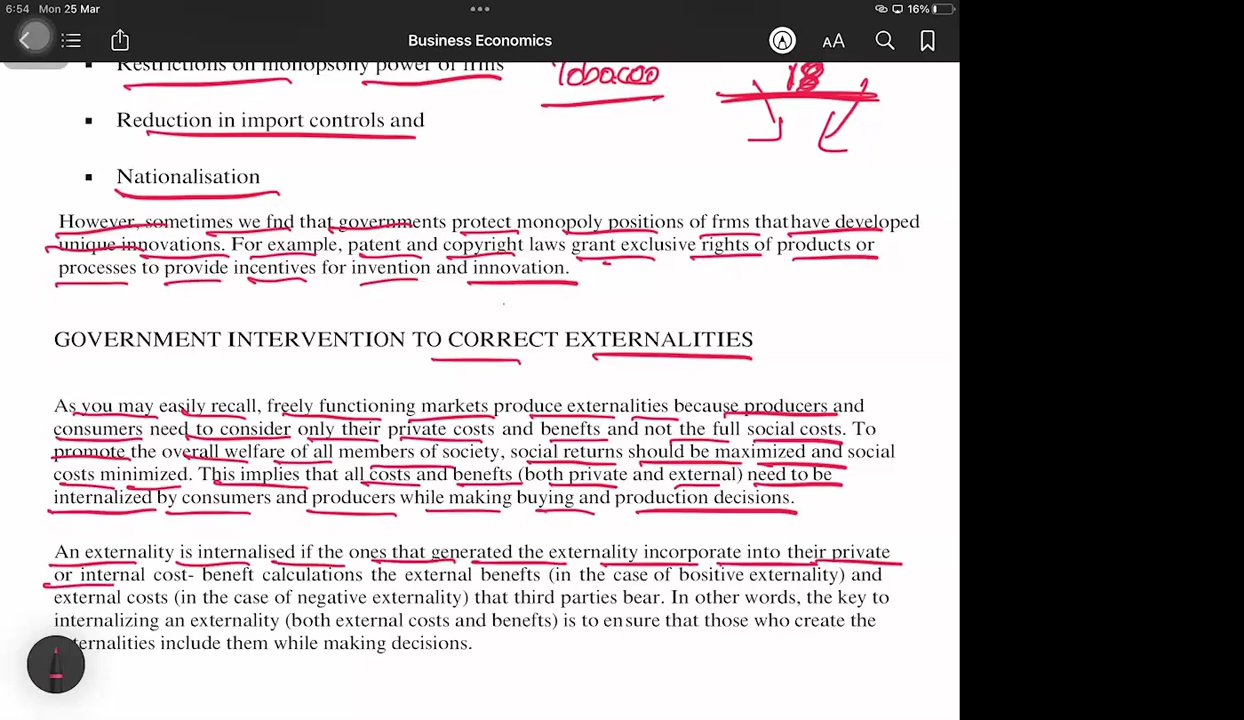 6:54 Mon 25 Mar
16%
Business Economics
AA
Restrictions on monopsony power of frms
Tobacoo
18
▪ Reduction in import controls and
▪ Nationalisation
However, sometimes we fnd that governments protect monopoly positions of frms that have developed
unique innovations. For example, patent and copyright laws grant exclusive rights of products or
processes to provide incentives for invention and innovation.
GOVERNMENT INTERVENTION TO CORRECT EXTERNALITIES
As you may easily recall, freely functioning markets produce externalities because producers and
consumers need to consider only their private costs and benefts and not the full social costs. To
promote the overall welfare of all members of society, social returns should be maximized and social
costs minimized. This implies that all costs and benefts (both private and external) need to be
internalized by consumers and producers while making buying and production decisions.
An externality is internalised if the ones that generated the externality incorporate into their private
or internal cost- benefit calculations the external benefits (in the case of bositive externality) and
external costs (in the case of negative externality) that third parties bear. In other words, the key to
internalizing an externality (both external costs and benefts) is to ensure that those who create the
ternalities include them while making decisions.